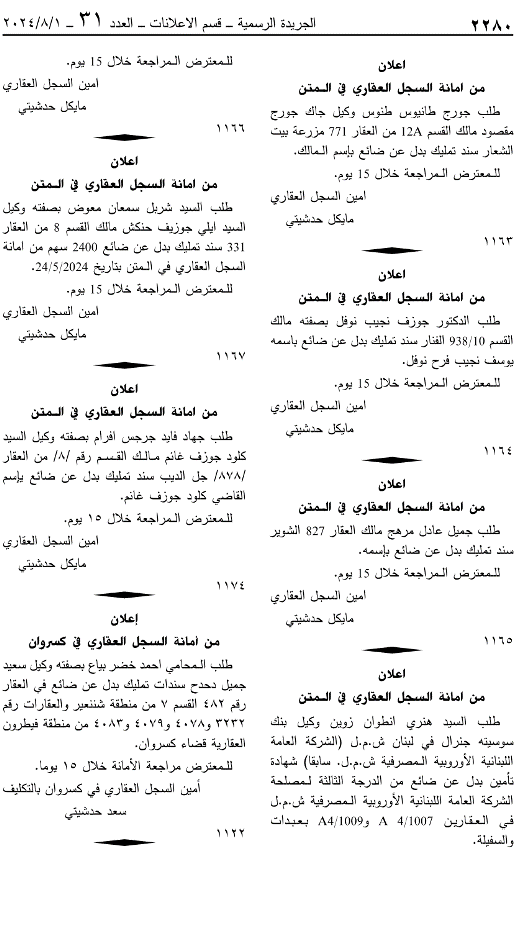 ٢٢٨٠
الجريدة الرسمية – قسم الاعلانات – العدد ٣١ – ٢٠٢٤/٨/١
اعلان
من امانة السجل العقاري في المتن
طلب جورج طانيوس طنوس وكيل جاك جورج
مقصود مالك القسم 12A من العقار 771 مزرعة بيت
الشعار سند تمليك بدل عن ضائع بإسم المالك.
للمعترض المراجعة خلال 15 يوم.
امين السجل العقاري
مايكل حدشيتي
١١٦٣
اعلان
من امانة السجل العقاري في المتن
طلب الدكتور جوزف نجيب نوفل بصفته مالك
القسم 938/10 الفنار سند تمليك بدل عن ضائع باسمه
يوسف نجيب فرح نوفل.
للمعترض المراجعة خلال 15 يوم.
امين السجل العقاري
مايكل حدشيتي
١١٦٤
اعلان
من امانة السجل العقاري في المتن
طلب جميل عادل مرهج مالك العقار 827 الشوير
سند تمليك بدل عن ضائع بإسمه.
للمعترض المراجعة خلال 15 يوم.
امين السجل العقاري
مايكل حدشيتي
١١٦٥
اعلان
من امانة السجل العقاري في المتن
طلب السيد هنري انطوان زوين وكيل بنك
سوسيته جنرال في لبنان ش.م.ل (الشركة العامة
اللبنانية الأوروبية المصرفية ش.م.ل. سابقا) شهادة
تأمين بدل عن ضائع من الدرجة الثالثة لمصلحة
الشركة العامة اللبنانية الأوروبية المصرفية ش.م.ل
في العقارين A 4/1007 وA4/1009 بعبدات
والسفيلة.
للمعترض المراجعة خلال 15 يوم.
امين السجل العقاري
مايكل حدشيتي
١١٦٦
اعلان
من امانة السجل العقاري في المتن
طلب السيد شربل سمعان معوض بصفته وكيل
السيد ايلي جوزيف حنكش مالك القسم 8 من العقار
331 سند تمليك بدل عن ضائع 2400 سهم من امانة
السجل العقاري في المتن بتاريخ 24/5/2024.
للمعترض المراجعة خلال 15 يوم.
امين السجل العقاري
مايكل حدشيتي
١١٦٧
اعلان
من امانة السجل العقاري في المتن
طلب جهاد فايد جرجس افرام بصفته وكيل السيد
كلود جوزف غانم مالك القسم رقم /٨/ من العقار
/٨٧٨/ جل الديب سند تمليك بدل عن ضائع بإسم
القاضي كلود جوزف غانم.
للمعترض المراجعة خلال ١٥ يوم.
امين السجل العقاري
مايكل حدشيتي
١١٧٤
إعلان
من أمانة السجل العقاري في كسروان
طلب المحامي احمد خضر بياع بصفته وكيل سعيد
جميل دحدح سندات تمليك بدل عن ضائع في العقار
رقم ٤٨٢ القسم ٧ من منطقة شننعير والعقارات رقم
٣٢٣٢ و٤٠٧٨ و٤٠٧٩ و٤٠٨٣ من منطقة فيطرون
العقارية قضاء كسروان.
للمعترض مراجعة الأمانة خلال ١٥ يوما.
أمين السجل العقاري في كسروان بالتكليف
سعد حدشيتي
١١٢٢